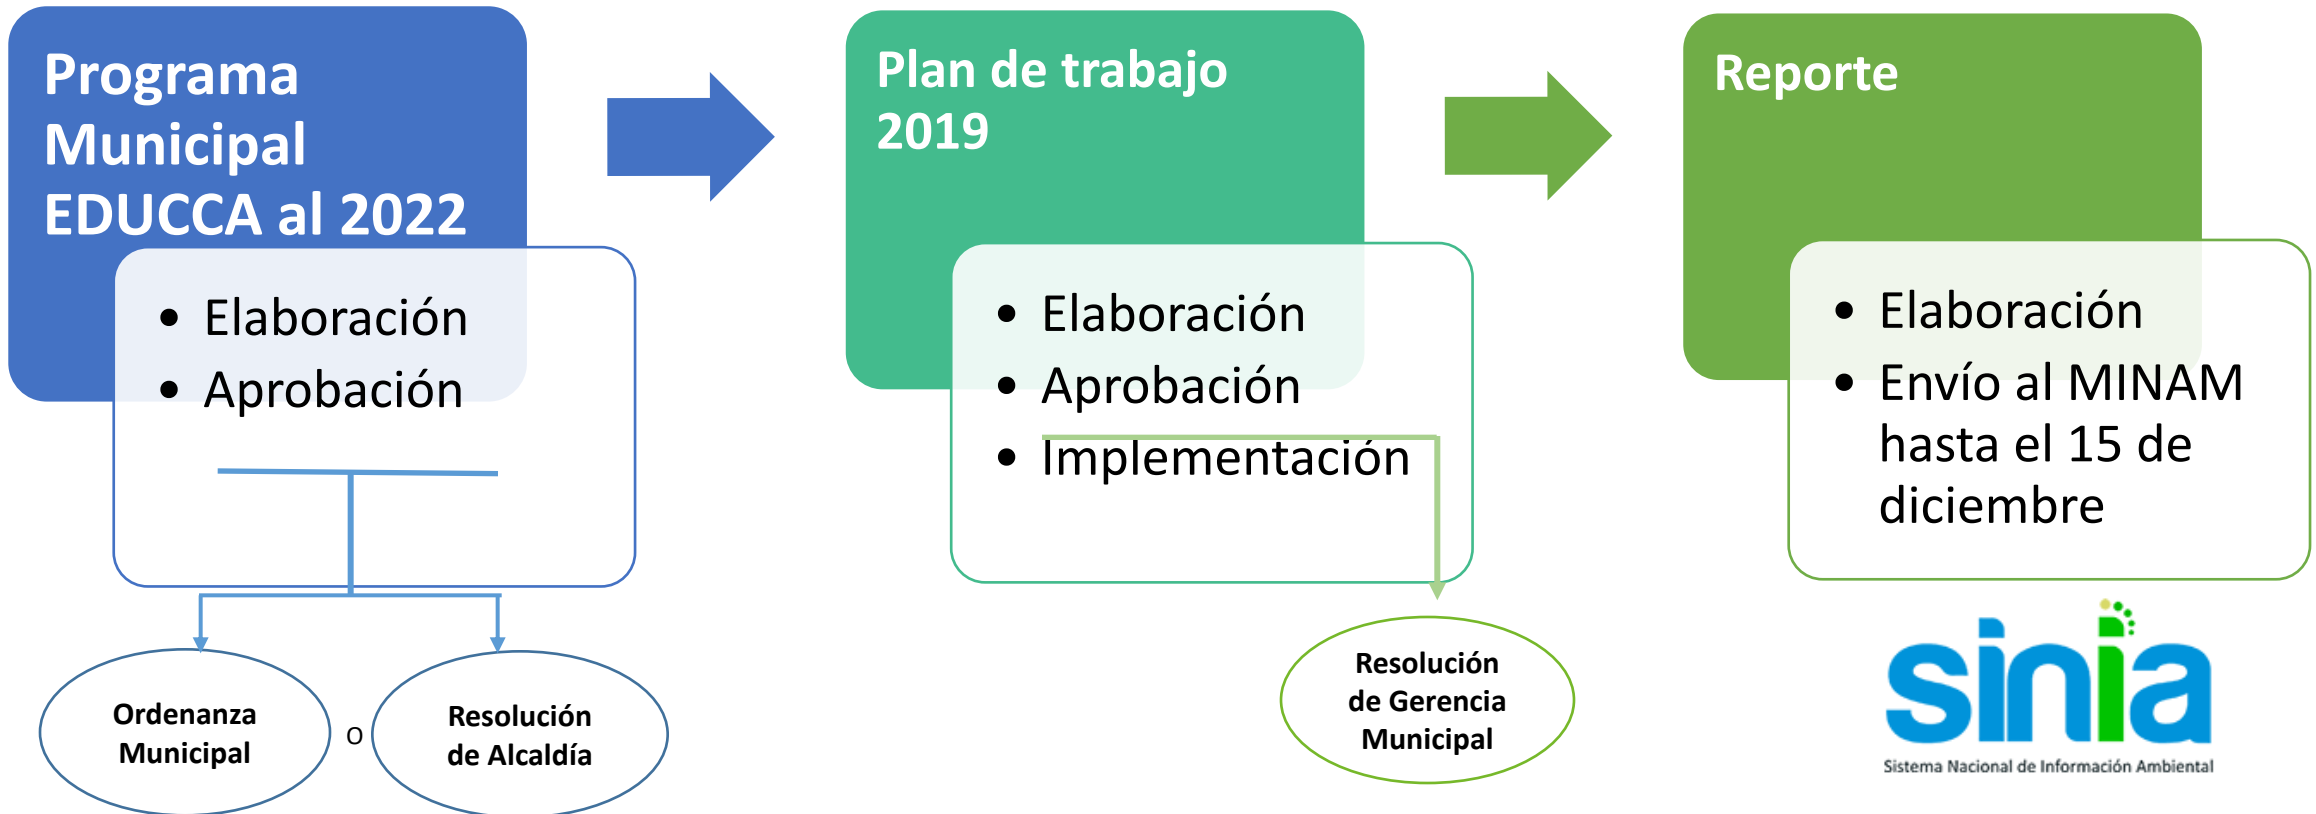 Programa
Municipal
EDUCCA al 2022
• Elaboración
• Aprobación
Ordenanza
Municipal
o
Resolución
de Alcaldía
Plan de trabajo
2019
• Elaboración
• Aprobación
• Implementación
Resolución
de Gerencia
Municipal
Reporte
• Elaboración
• Envío al MINAM
hasta el 15 de
diciembre
sinia
Sistema Nacional de Información Ambiental